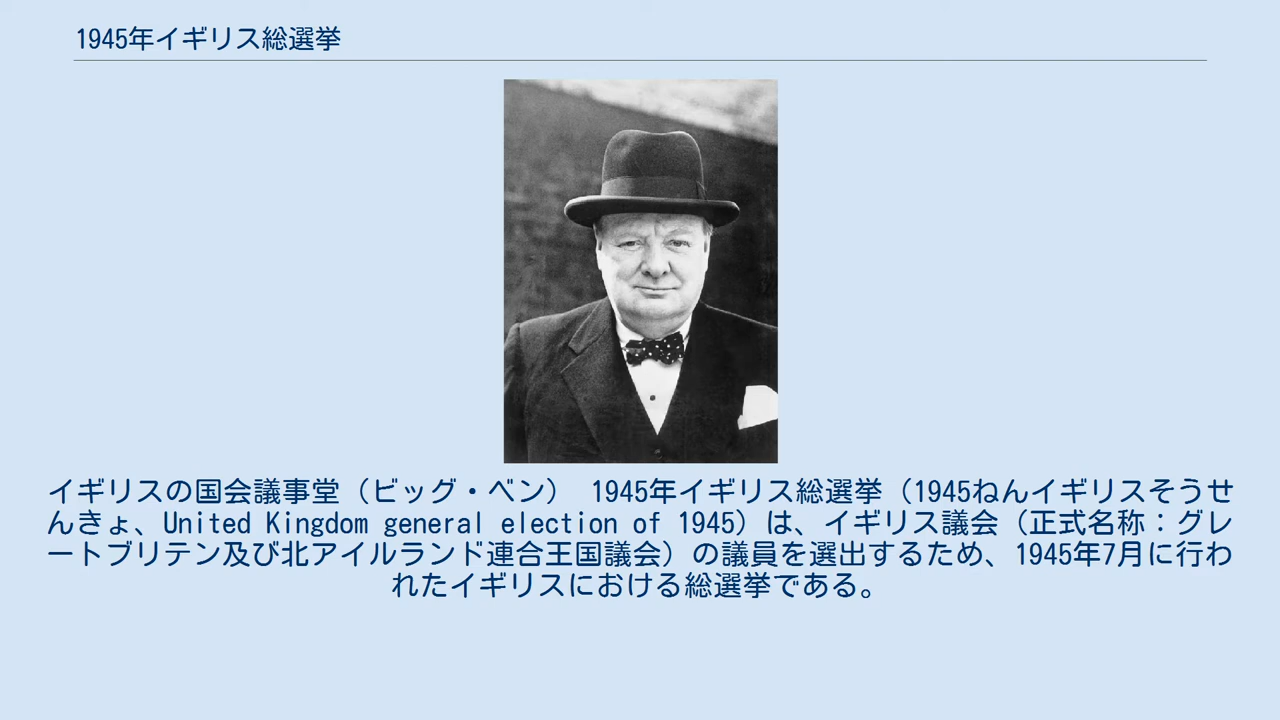 1945年イギリス総選挙
イギリスの国会議事堂（ビッグ・ベン） 1945年イギリス総選挙（1945ねんイギリスそうせ
んきょ、United Kingdom general election of 1945）は、イギリス議会（正式名称：グレ
ートブリテン及び北アイルランド連合王国議会）の議員を選出するため、1945年7月に行わ
れたイギリスにおける総選挙である。